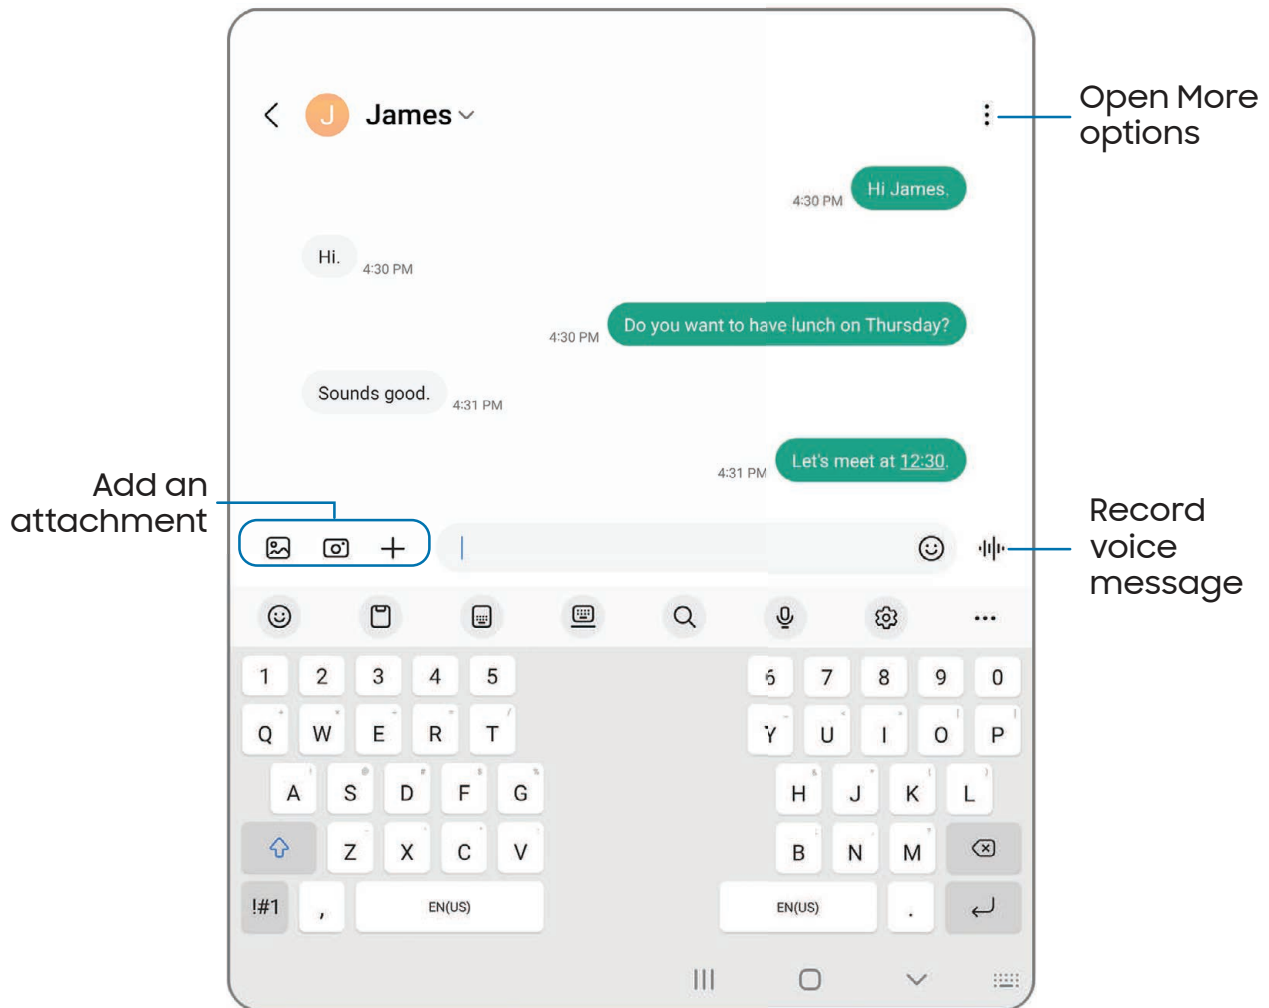 Open More
options
J James
Hi James.
4:30 PM
Hi.
4:30 PM
Do you want to have lunch on Thursday?
4:30 PM
Sounds good.
4:31 PM
Let's meet at 12:30.
4:31 PM
Add an
attachment
Record
voice
message
1 2 3 4 5 6 7 8 9 0
Q W E R T Y U I O P
A S D F G H J K L
Z X C V B N M
!#1 , EN(US) EN(US) .